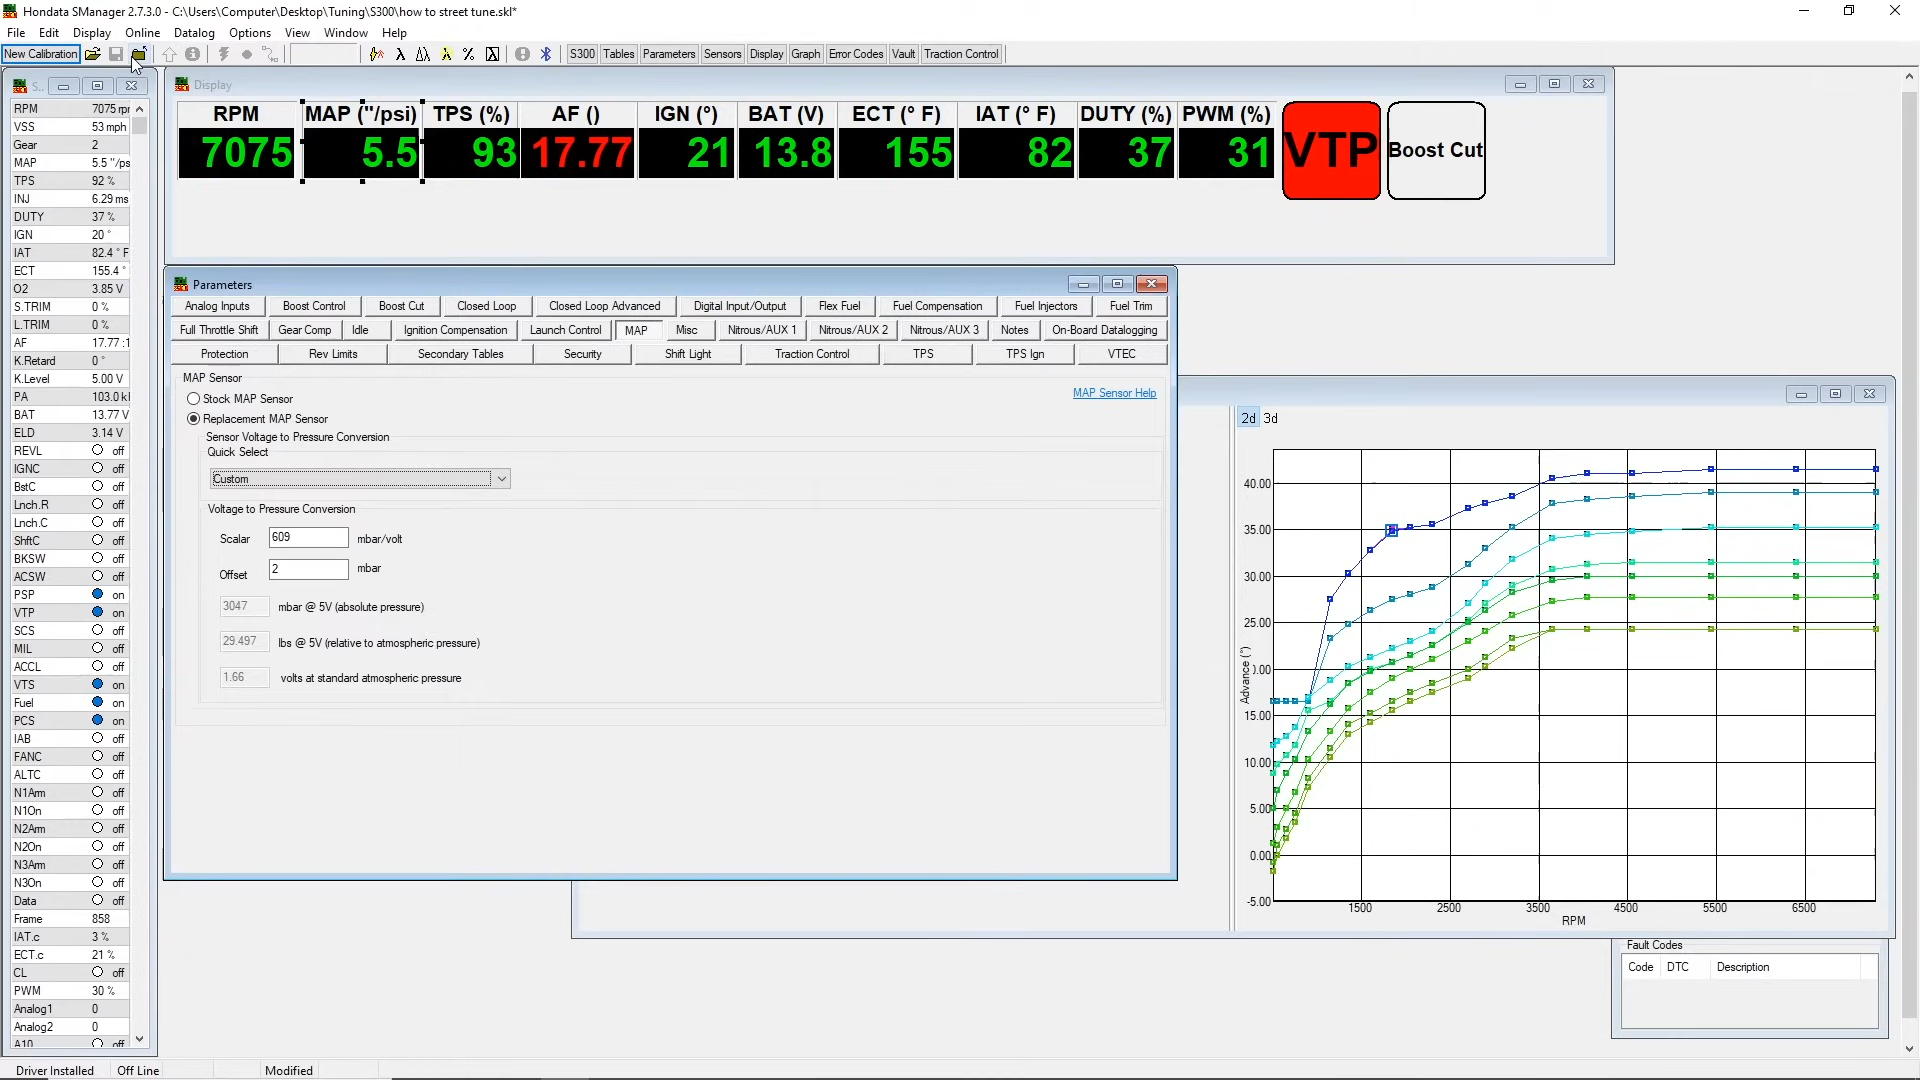 Hondata SManager 2.7.3.0 - C:\Users\Computer\Desktop\Tuning\S300\how to street tune.skl*
File Edit Display Online Datalog Options View Window Help
New Calibration S300 Tables Parameters Sensors Display Graph Error Codes Vault Traction Control
S..
RPM 7075 rpr
VSS 53 mph
Gear 2
MAP 5.5 "/ps
TPS 92 %
INJ 6.29 ms
DUTY 37 %
IGN 20 °
IAT 82.4 ° F
ECT 155.4 °
O2 3.85 V
S.TRIM 0 %
L.TRIM 0 %
AF 17.77 :1
K.Retard 0 °
K.Level 5.00 V
PA 103.0 kl
BAT 13.77 V
ELD 3.14 V
REVL off
IGNC off
BstC off
Lnch.R off
Lnch.C off
ShftC off
BKSW off
ACSW off
PSP on
VTP on
SCS off
MIL off
ACCL off
VTS on
Fuel on
PCS on
IAB off
FANC off
ALTC off
N1Arm off
N1On off
N2Arm off
N2On off
N3Arm off
N3On off
Data off
Frame 858
IAT.c 3 %
ECT.c 21 %
CL off
PWM 30 %
Analog1 0
Analog2 0
A10 off
Display
RPM MAP ("/psi) TPS (%) AF () IGN (°) BAT (V) ECT (° F) IAT (° F) DUTY (%) PWM (%)
7075 5.5 93 17.77 21 13.8 155 82 37 31 VTP Boost Cut
Parameters
Analog Inputs Boost Control Boost Cut Closed Loop Closed Loop Advanced Digital Input/Output Flex Fuel Fuel Compensation Fuel Injectors Fuel Trim
Full Throttle Shift Gear Comp Idle Ignition Compensation Launch Control MAP Misc Nitrous/AUX 1 Nitrous/AUX 2 Nitrous/AUX 3 Notes On-Board Datalogging
Protection Rev Limits Secondary Tables Security Shift Light Traction Control TPS TPS Ign VTEC
MAP Sensor
MAP Sensor Help
Stock MAP Sensor
Replacement MAP Sensor
Sensor Voltage to Pressure Conversion
Quick Select
Custom
Voltage to Pressure Conversion
Scalar 609 mbar/volt
Offset 2 mbar
3047 mbar @ 5V (absolute pressure)
29.497 lbs @ 5V (relative to atmospheric pressure)
1.66 volts at standard atmospheric pressure
2d 3d
40.00
35.00
30.00
25.00
0.00
15.00
10.00
5.00
0.00
-5.00
Advance (°)
1500 2500 3500 4500 5500 6500
RPM
Fault Codes
Code DTC Description
Driver Installed Off Line Modified